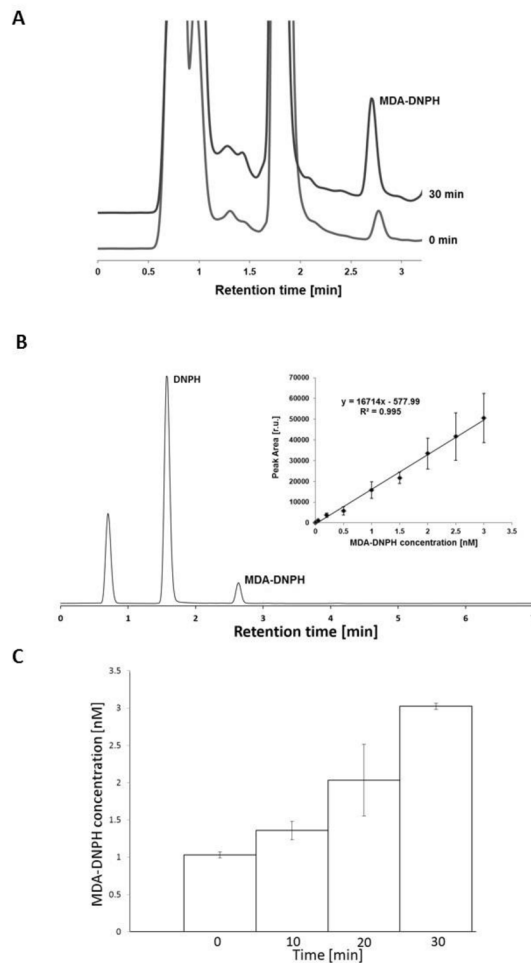 A
MDA-DNPH
30 min
0 min
0 0.5 1 1.5 2 2.5 3
Retention time [min]
B
DNPH
MDA-DNPH
0 1 2 3 4 5 6
Retention time [min]
70000
60000
50000
40000
30000
20000
10000
0
Peak Area [r.u.]
y = 16714x - 577.99
R² = 0.995
0 0.5 1 1.5 2 2.5 3 3.5
MDA-DNPH concentration [nM]
C
3.5
3
2.5
2
1.5
1
0.5
0
MDA-DNPH concentration [nM]
0 10 20 30
Time [min]